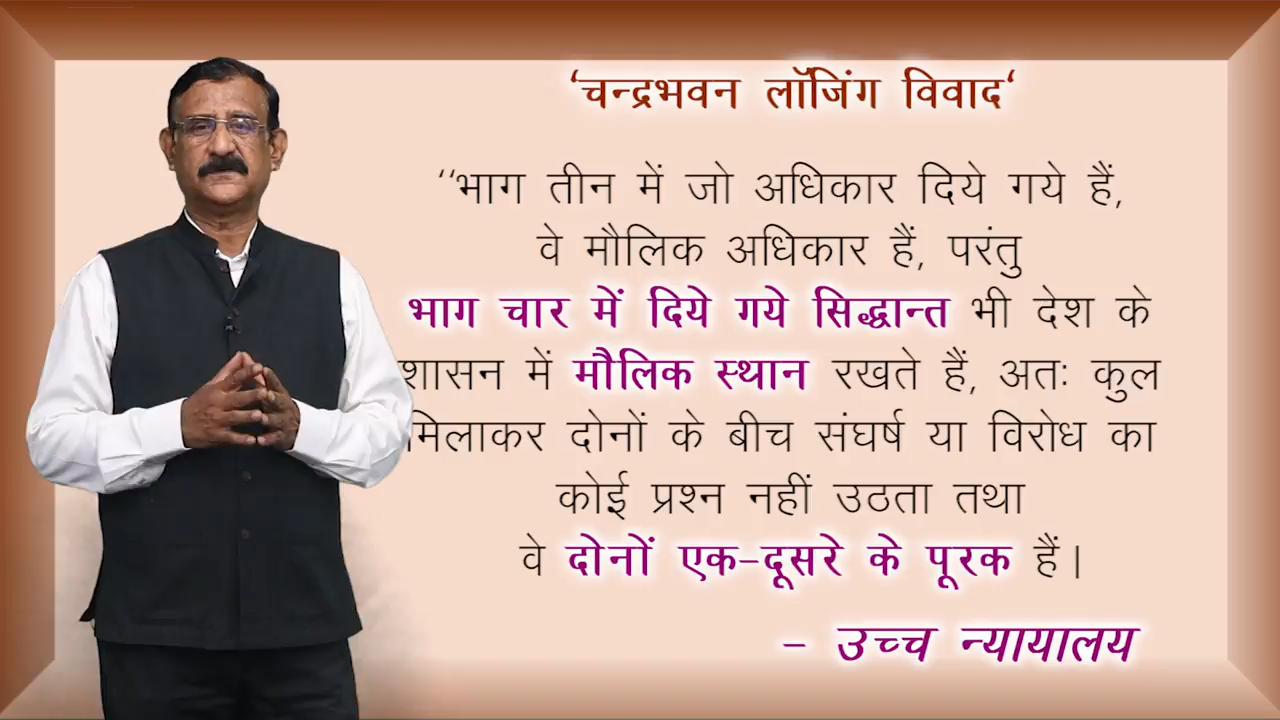 ‘चन्द्रभवन लॉजिंग विवाद‘
‘‘भाग तीन में जो अधिकार दिये गये हैं,
वे मौलिक अधिकार हैं, परंतु
भाग चार में दिये गये सिद्धान्त भी देश के
शासन में मौलिक स्थान रखते हैं, अतः कुल
मिलाकर दोनों के बीच संघर्ष या विरोध का
कोई प्रश्न नहीं उठता तथा
वे दोनों एक-दूसरे के पूरक हैं।
- उच्च न्यायालय